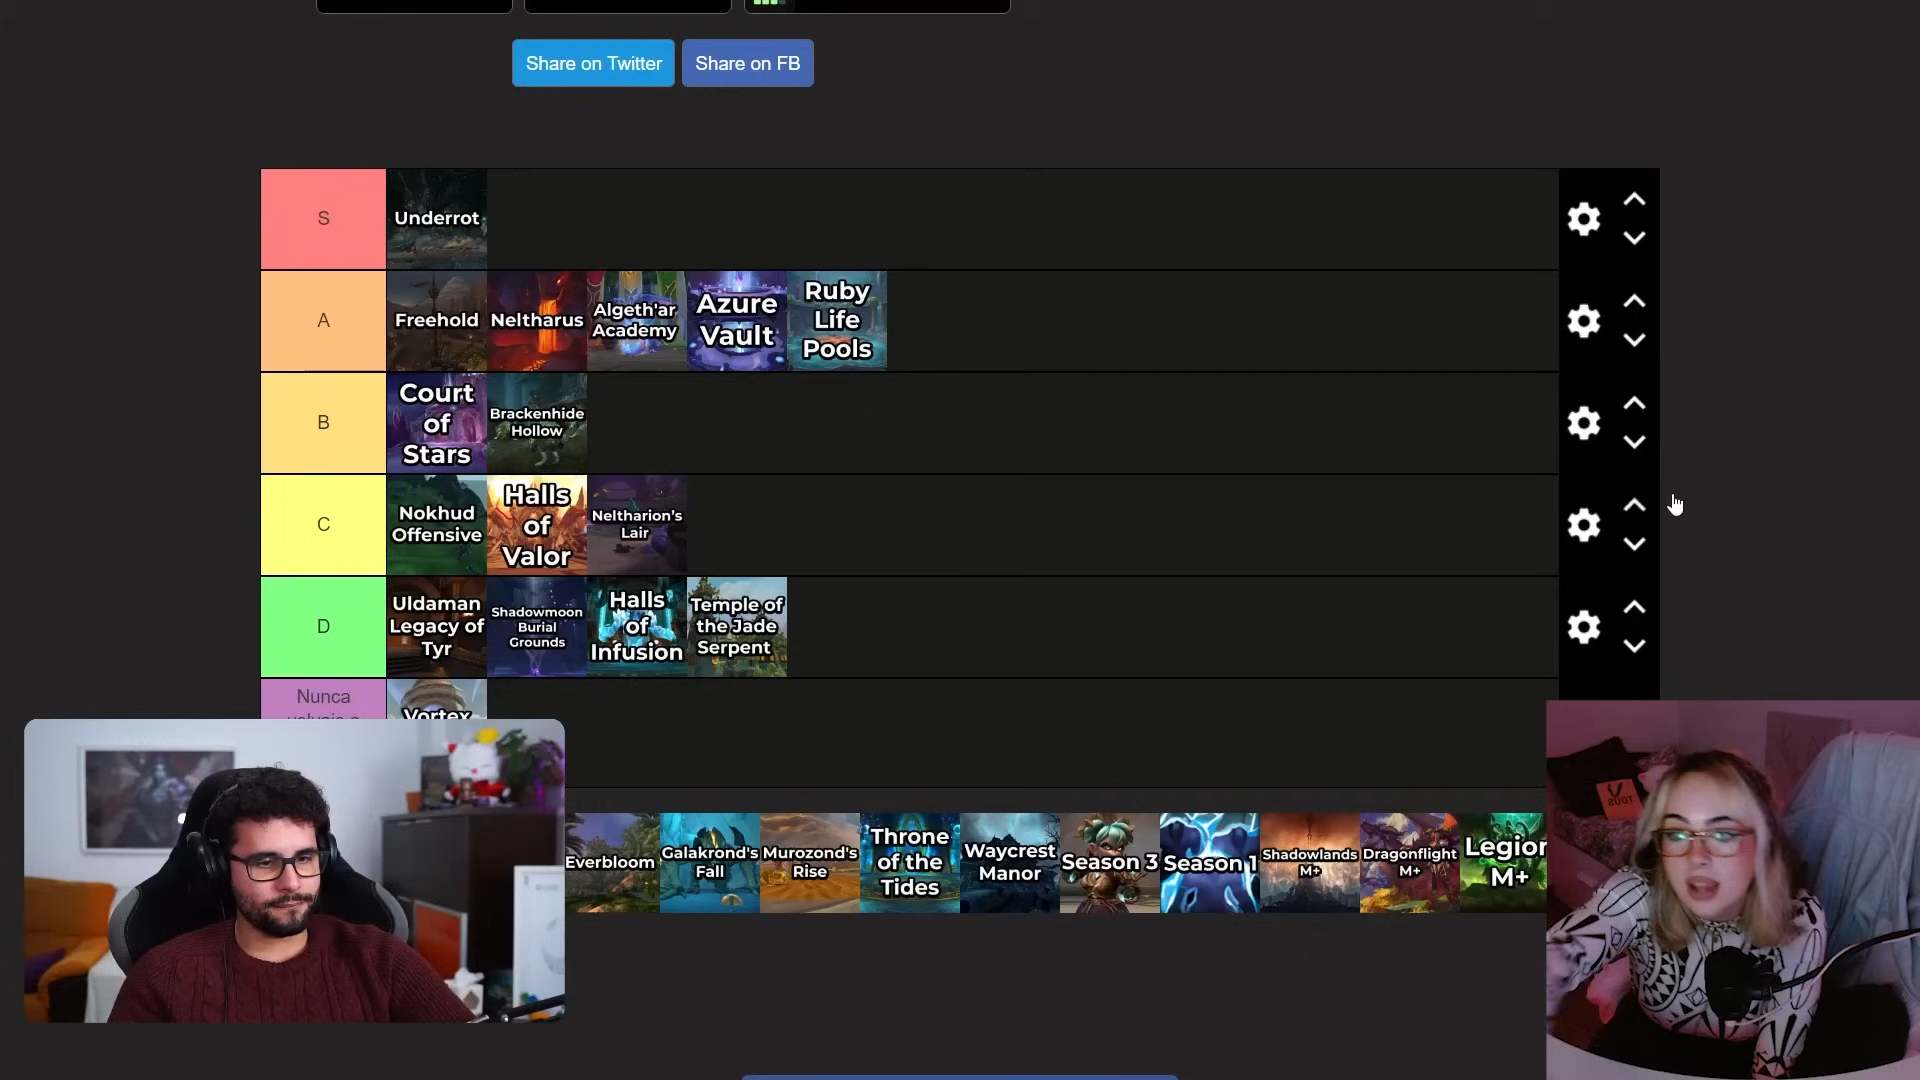 Share on Twitter
Share on FB
S
Underrot
A
Freehold
Neltharus
Algeth'ar
Academy
Azure
Vault
Ruby
Life
Pools
B
Court
of
Stars
Brackenhide
Hollow
C
Nokhud
Offensive
Halls
of
Valor
Neltharion's
Lair
D
Uldaman
Legacy of
Tyr
Shadowmoon
Burial
Grounds
Halls
of
Infusion
Temple of
the Jade
Serpent
Nunca
Vortex
Everbloom
Galakrond's
Fall
Murozond's
Rise
Throne
of the
Tides
Waycrest
Manor
Season 3
Season 1
Shadowlands
M+
Dragonflight
M+
Legion
M+